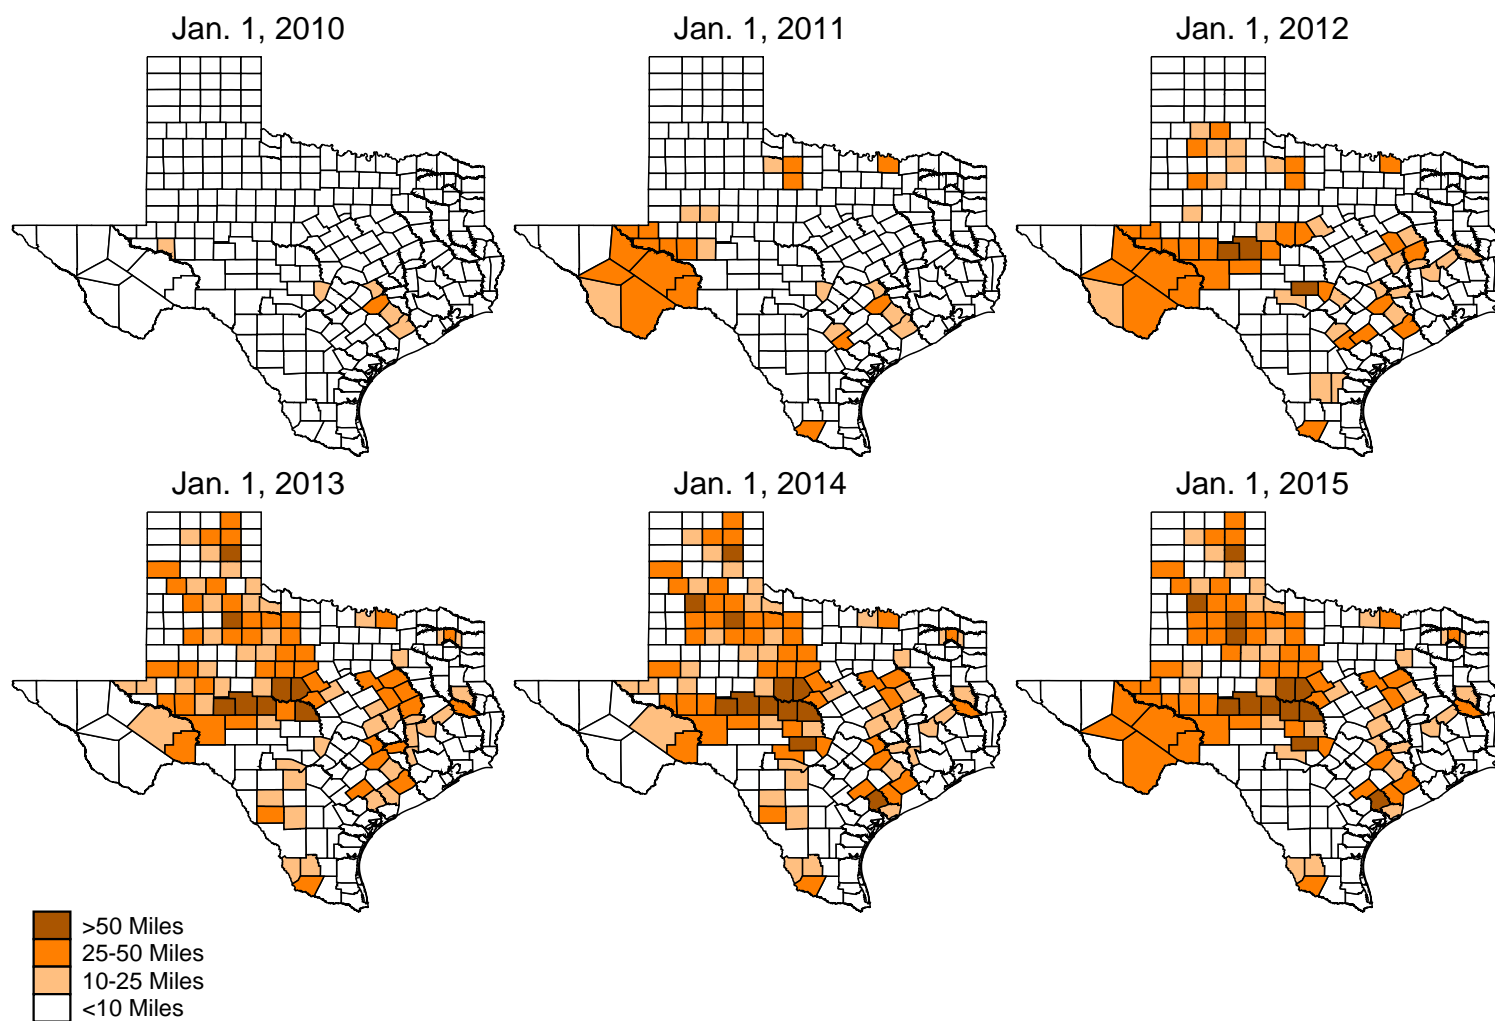 Jan. 1, 2010
Jan. 1, 2011
Jan. 1, 2012
Jan. 1, 2013
Jan. 1, 2014
Jan. 1, 2015
>50 Miles
25-50 Miles
10-25 Miles
<10 Miles